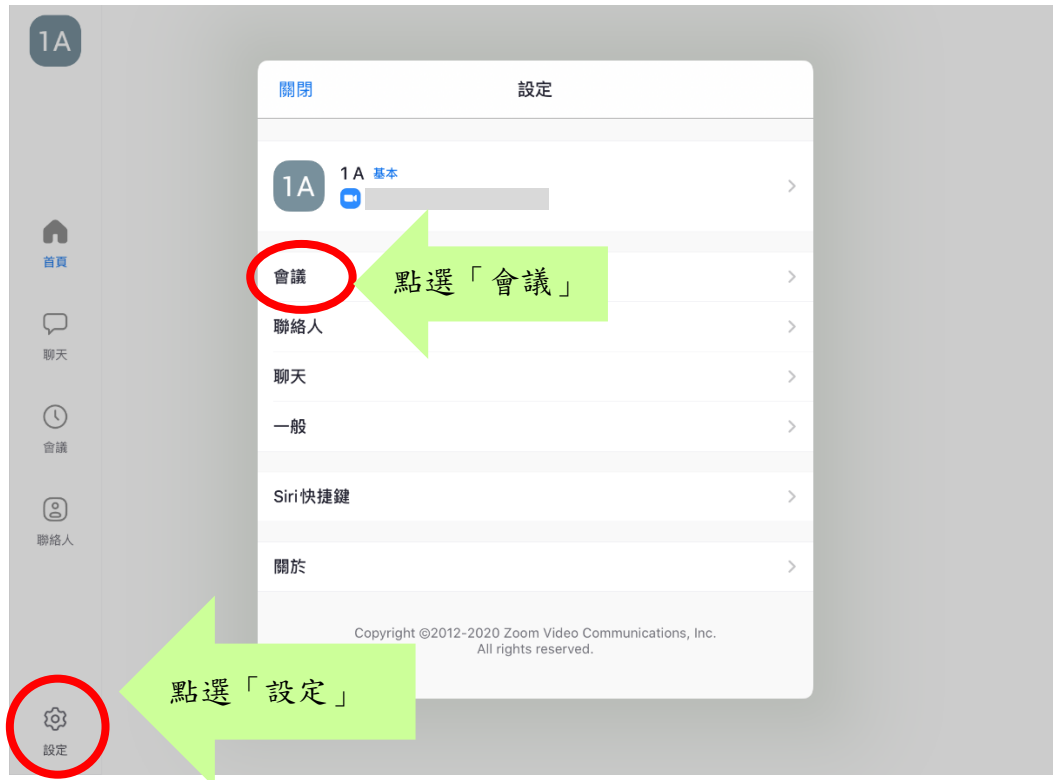 1A
關閉
設定
1A
1 A 基本
首頁
會議
點選「會議」
聯絡人
聊天
聊天
一般
會議
Siri快捷鍵
聯絡人
關於
Copyright ©2012-2020 Zoom Video Communications, Inc.
All rights reserved.
點選「設定」
設定